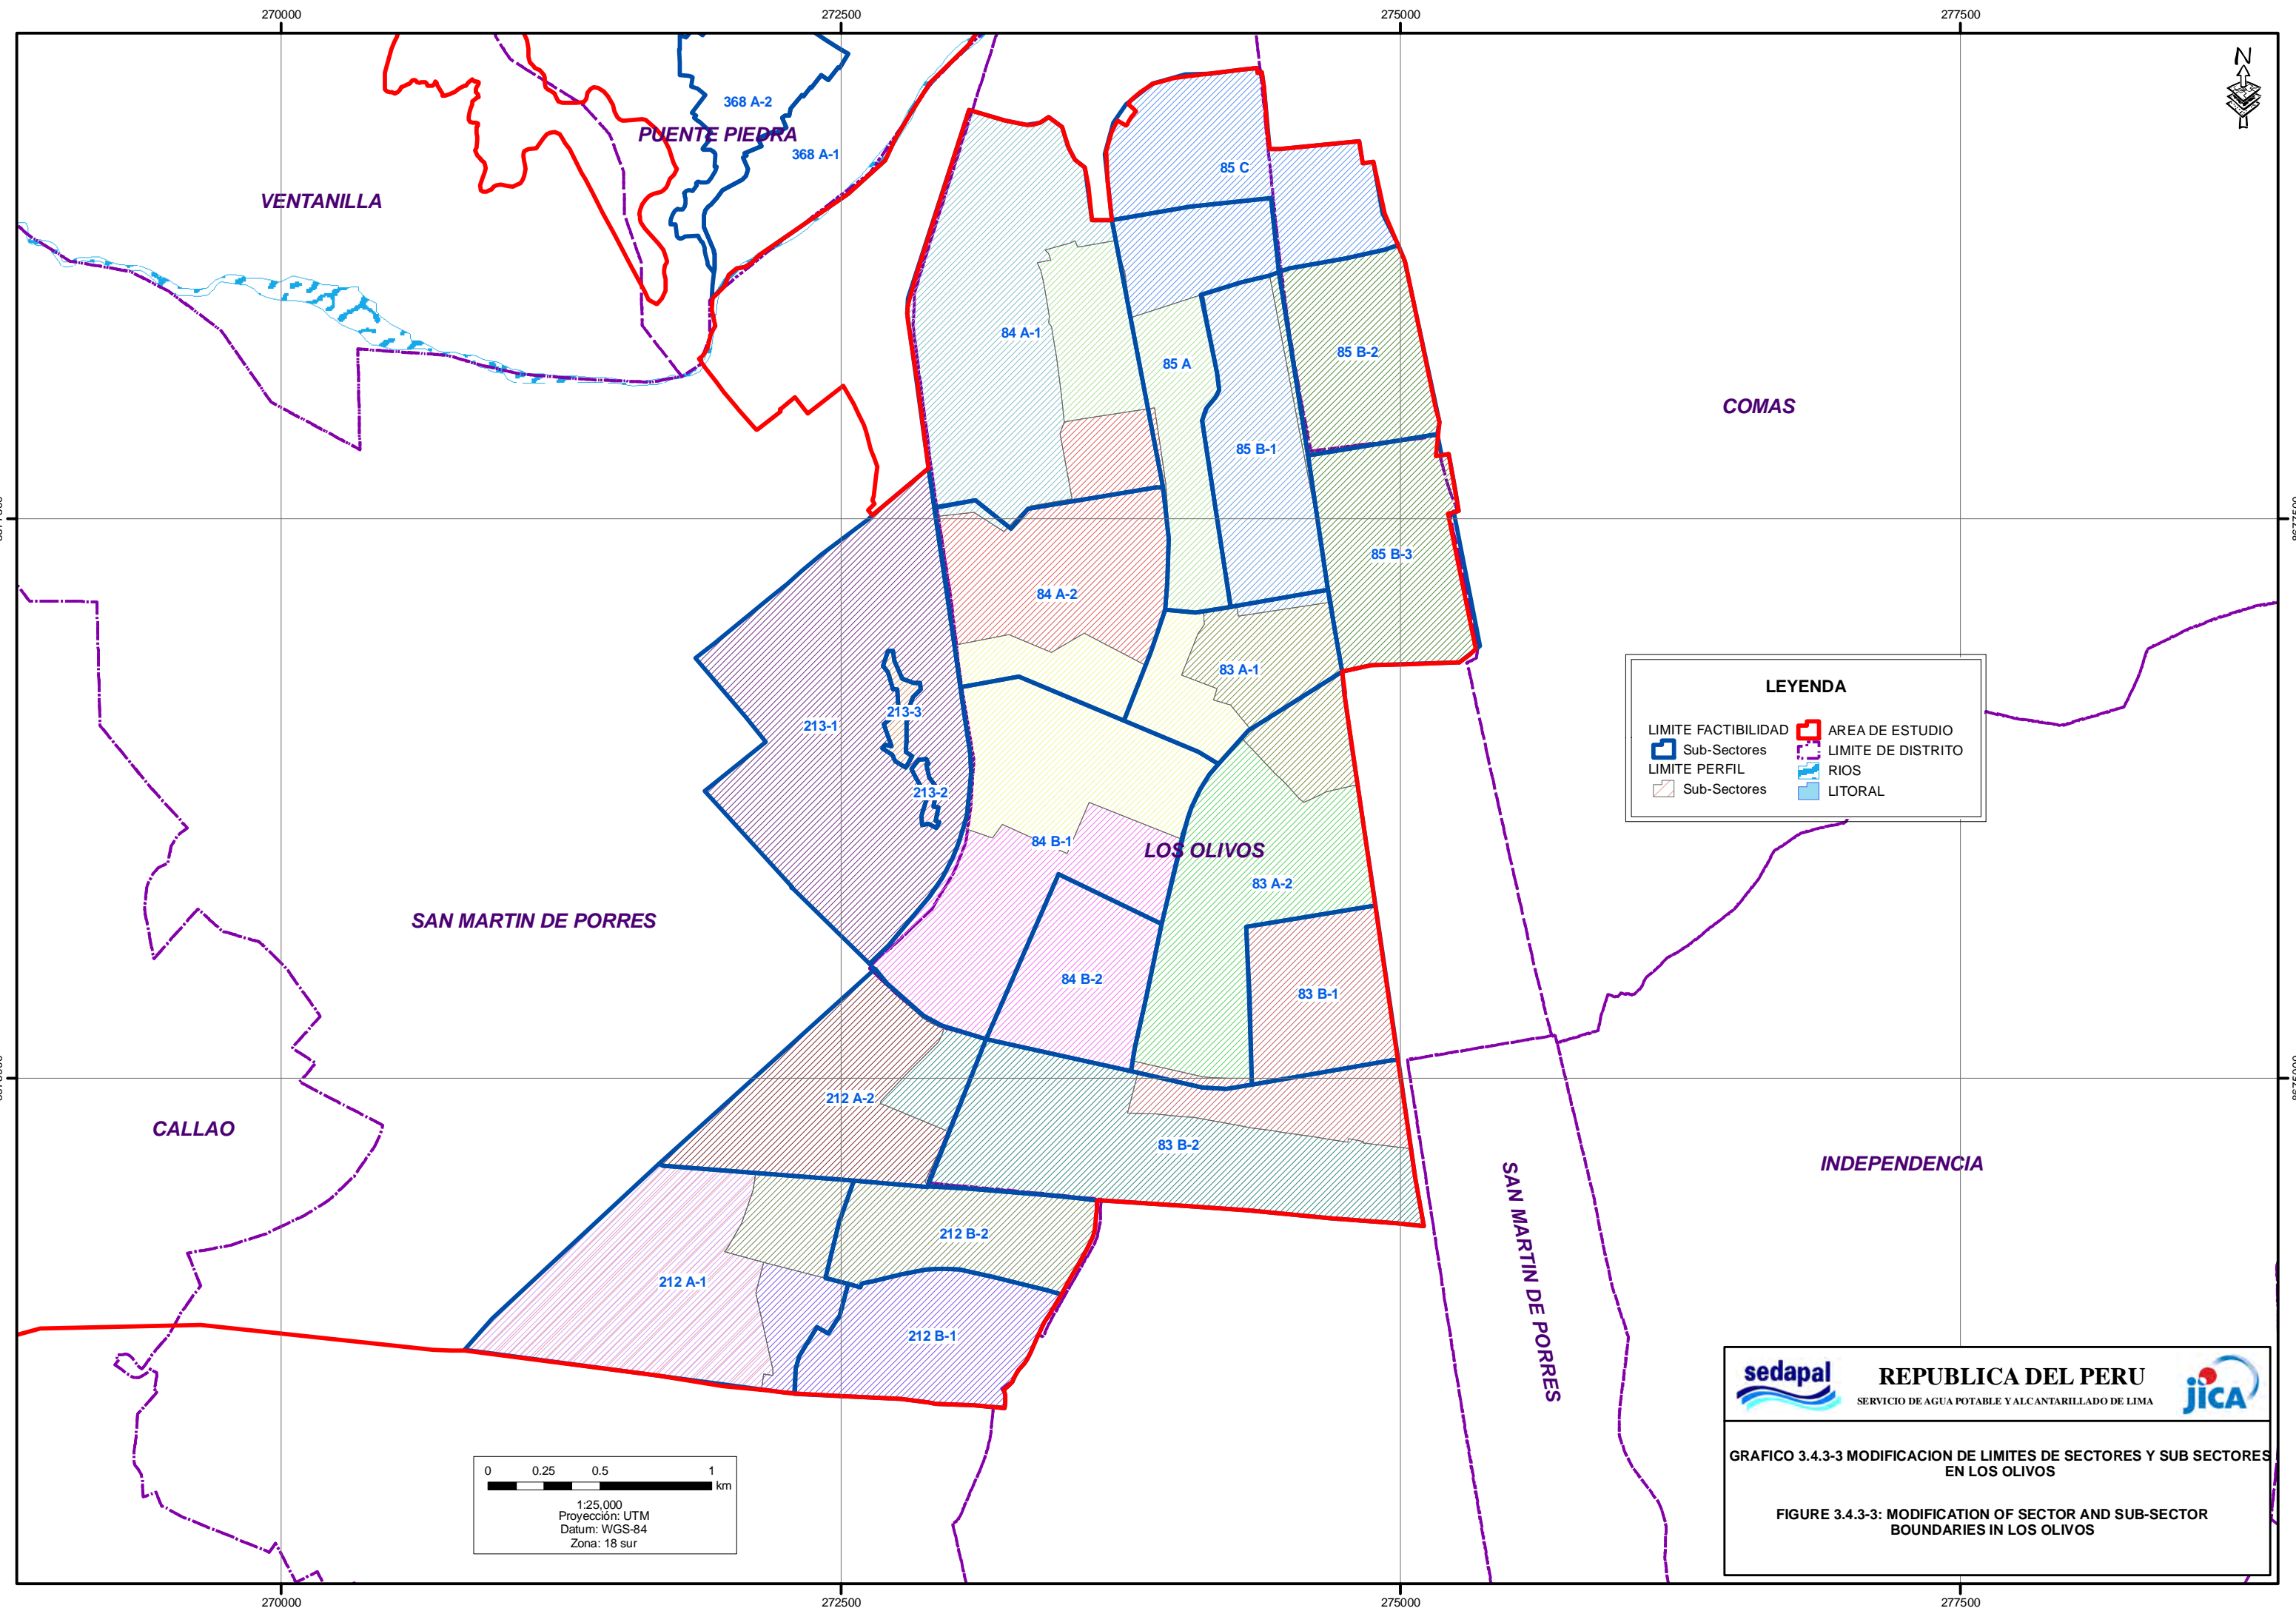 270000
272500
275000
277500
N
368 A-2
PUENTE PIEDRA
368 A-1
VENTANILLA
85 C
84 A-1
85 A
85 B-2
COMAS
85 B-1
85 B-3
84 A-2
83 A-1
213-1
213-3
213-2
84 B-1
LOS OLIVOS
83 A-2
SAN MARTIN DE PORRES
84 B-2
83 B-1
212 A-2
CALLAO
83 B-2
INDEPENDENCIA
SAN MARTIN DE PORRES
212 B-2
212 A-1
212 B-1
LEYENDA
LIMITE FACTIBILIDAD
Sub-Sectores
LIMITE PERFIL
Sub-Sectores
AREA DE ESTUDIO
LIMITE DE DISTRITO
RIOS
LITORAL
0 0.25 0.5 1
km
1:25,000
Proyección: UTM
Datum: WGS-84
Zona: 18 sur
sedapal
REPUBLICA DEL PERU
SERVICIO DE AGUA POTABLE Y ALCANTARILLADO DE LIMA
jICA
GRAFICO 3.4.3-3 MODIFICACION DE LIMITES DE SECTORES Y SUB SECTORES
EN LOS OLIVOS
FIGURE 3.4.3-3: MODIFICATION OF SECTOR AND SUB-SECTOR
BOUNDARIES IN LOS OLIVOS
270000
272500
275000
277500